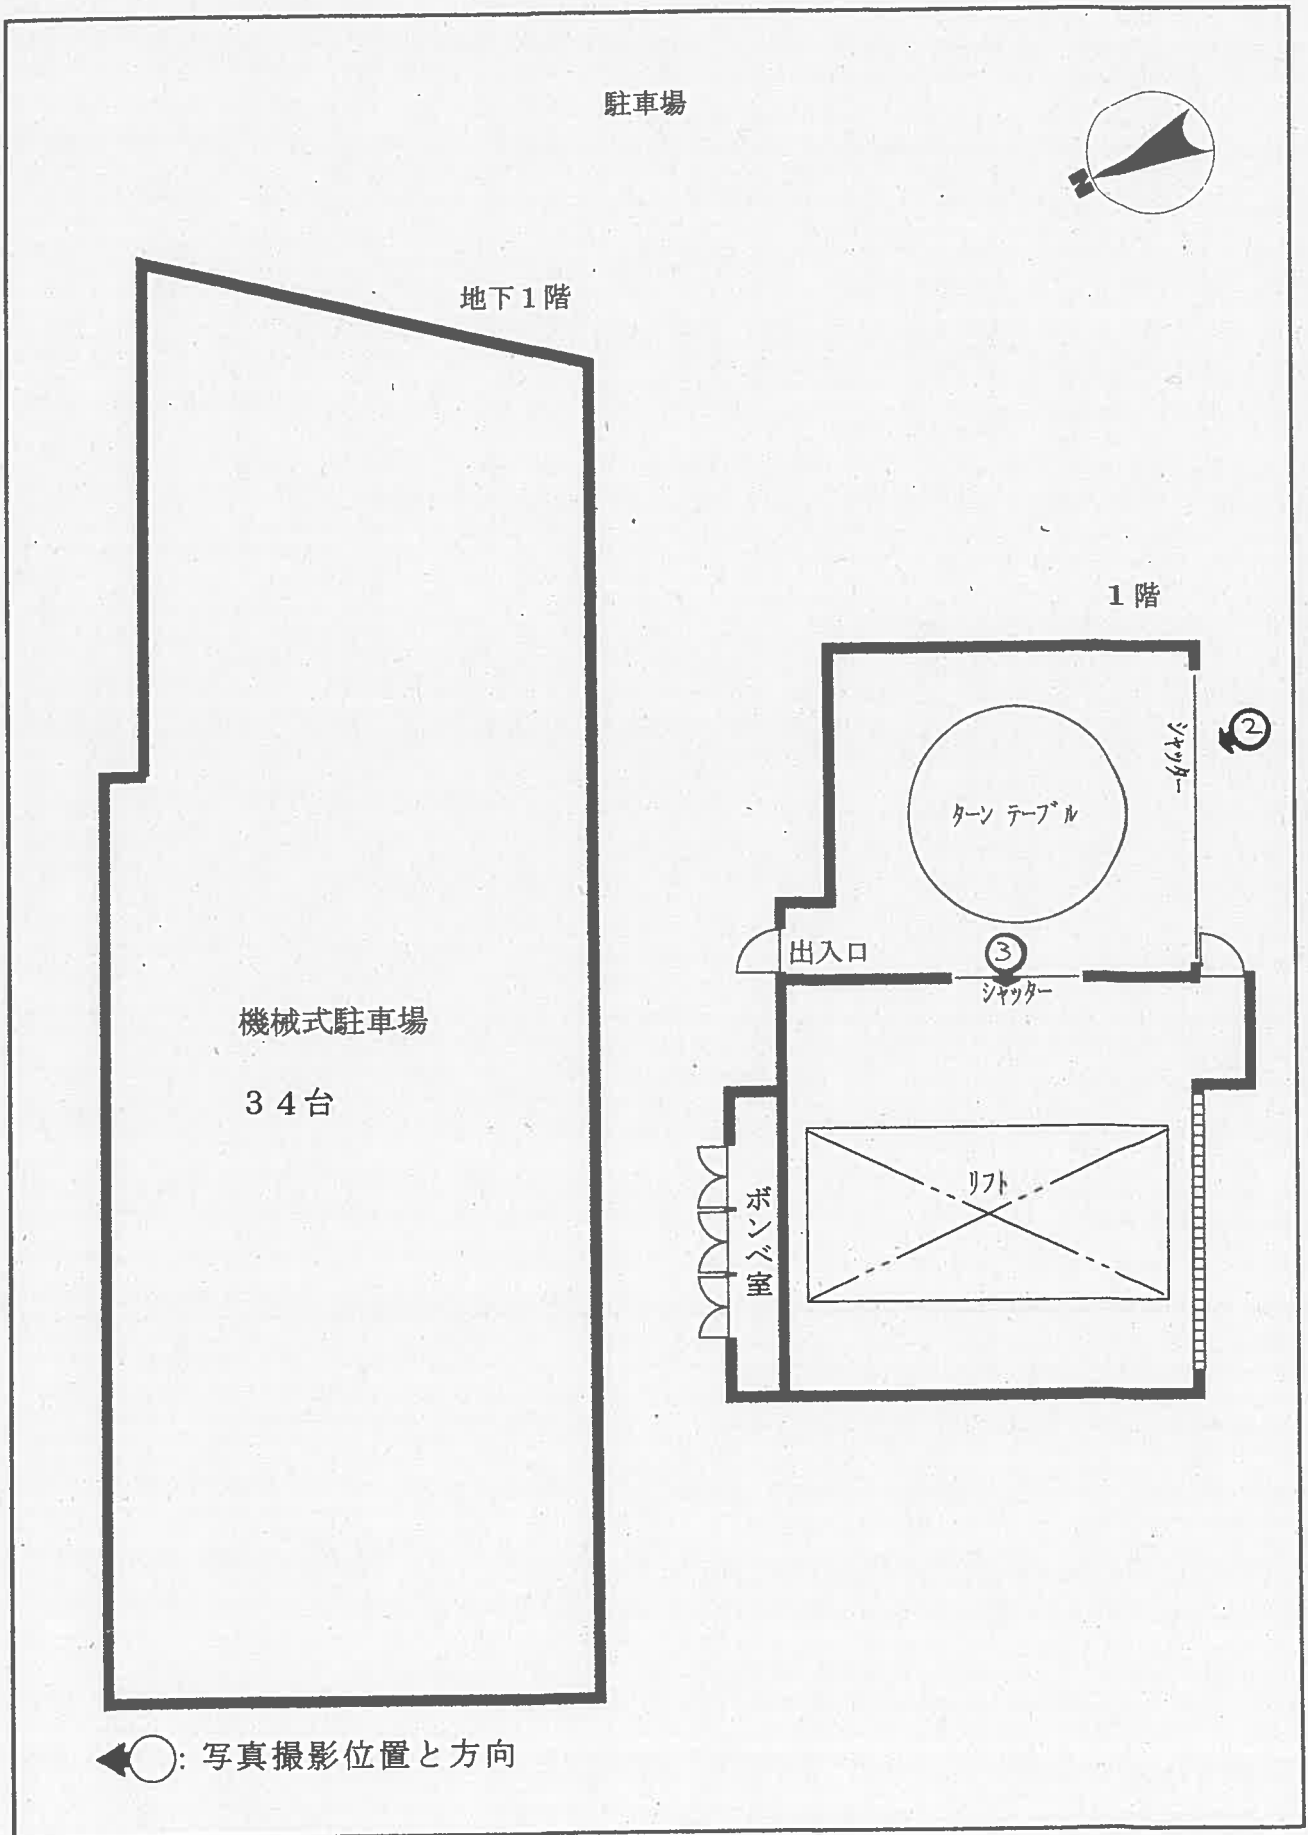 駐車場
N
地下1階
1階
シャッター
②
ターン テーブル
出入口
③
シャッター
機械式駐車場
34台
リフト
ボンベ室
: 写真撮影位置と方向